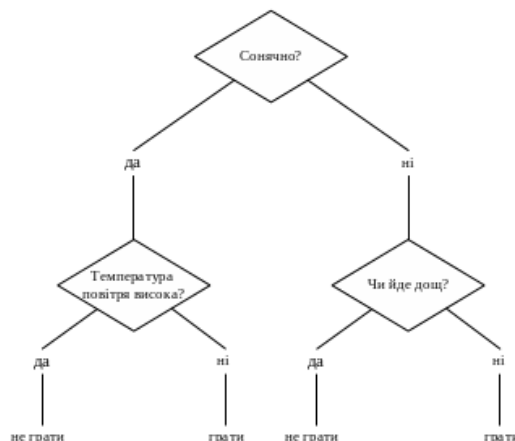 Сонячно?
да
ні
Температура
повітря висока?
Чи йде дощ?
да
ні
да
ні
не грати
грати
не грати
грати